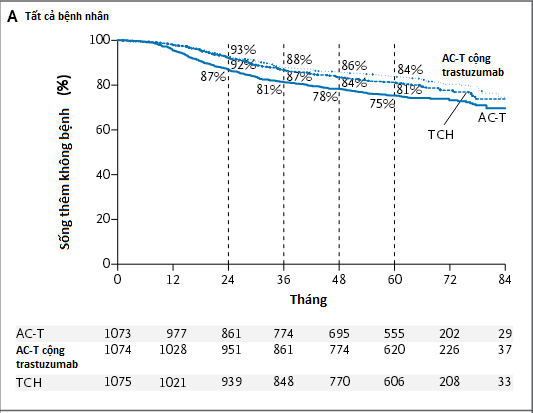 A Tất cả bệnh nhân
Sống thêm không bệnh (%)
100
80
60
40
20
0
93%
92%
87%
88%
87%
81%
86%
84%
78%
84%
81%
75%
AC-T cộng
trastuzumab
TCH
AC-T
0 12 24 36 48 60 72 84
Tháng
AC-T 1073 977 861 774 695 555 202 29
AC-T cộng
trastuzumab 1074 1028 951 861 774 620 226 37
TCH 1075 1021 939 848 770 606 208 33